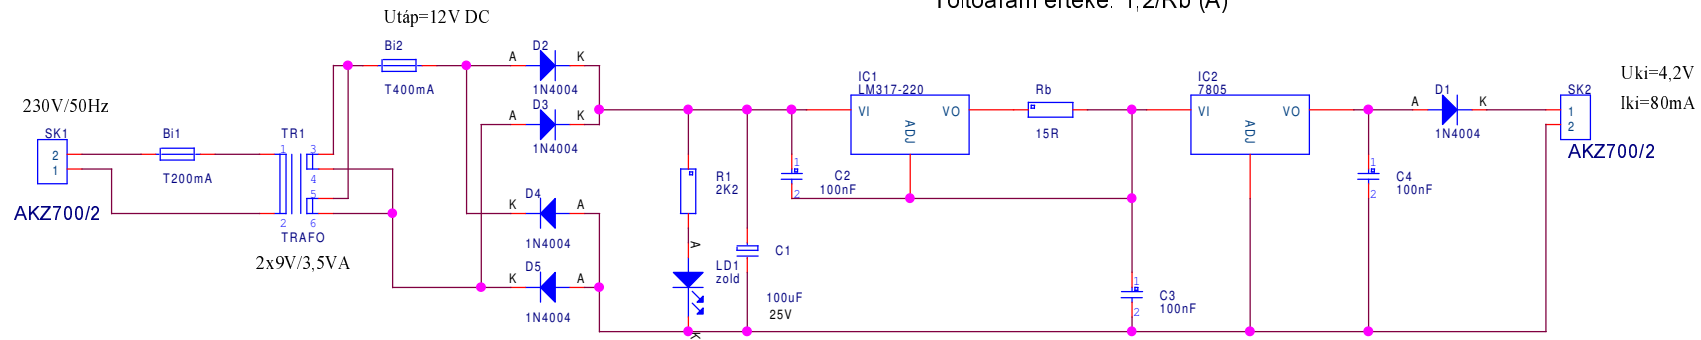 Töltőáram értéke: 1,2/Rb (A)
Utáp=12V DC
Bi2
T400mA
A D2 K
1N4004
A D3 K
1N4004
230V/50Hz
SK1
2
1
AKZ700/2
Bi1
T200mA
TR1
1 3
4
5
2 6
TRAFO
2x9V/3,5VA
K D4 A
1N4004
K D5 A
1N4004
R1
2K2
A
LD1
zold
K
C1
100uF
25V
1
2
C2
100nF
IC1
LM317-220
VI VO
ADJ
Rb
15R
1
2
C3
100nF
IC2
7805
VI VO
ADJ
1
2
C4
100nF
A D1 K
1N4004
SK2
1
2
AKZ700/2
Uki=4,2V
Iki=80mA